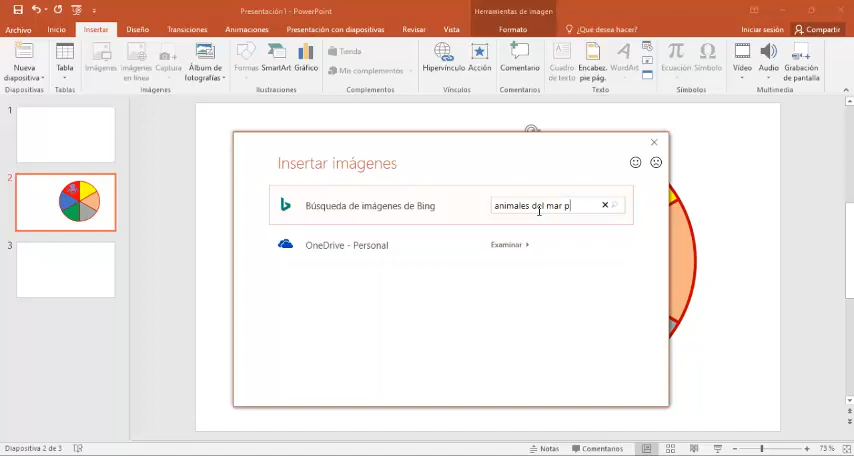 Presentación1 - PowerPoint
Herramientas de imagen
Archivo Inicio Insertar Diseño Transiciones Animaciones Presentación con diapositivas Revisar Vista Formato ¿Qué desea hacer? Iniciar sesión Compartir
Nueva diapositiva
Tabla
Imágenes
Imágenes en línea
Captura
Álbum de fotografías
Formas
SmartArt
Gráfico
Tienda
Mis complementos
Hipervínculo
Acción
Comentario
Cuadro de texto
Encabez. pie pág.
WordArt
Ecuación
Símbolo
Vídeo
Audio
Grabación de pantalla
Diapositivas Tablas Imágenes Ilustraciones Complementos Vínculos Comentarios Texto Símbolos Multimedia
1
2
3
Insertar imágenes
Búsqueda de imágenes de Bing
animales del mar p
OneDrive - Personal
Examinar
Diapositiva 2 de 3
Notas
Comentarios
73 %